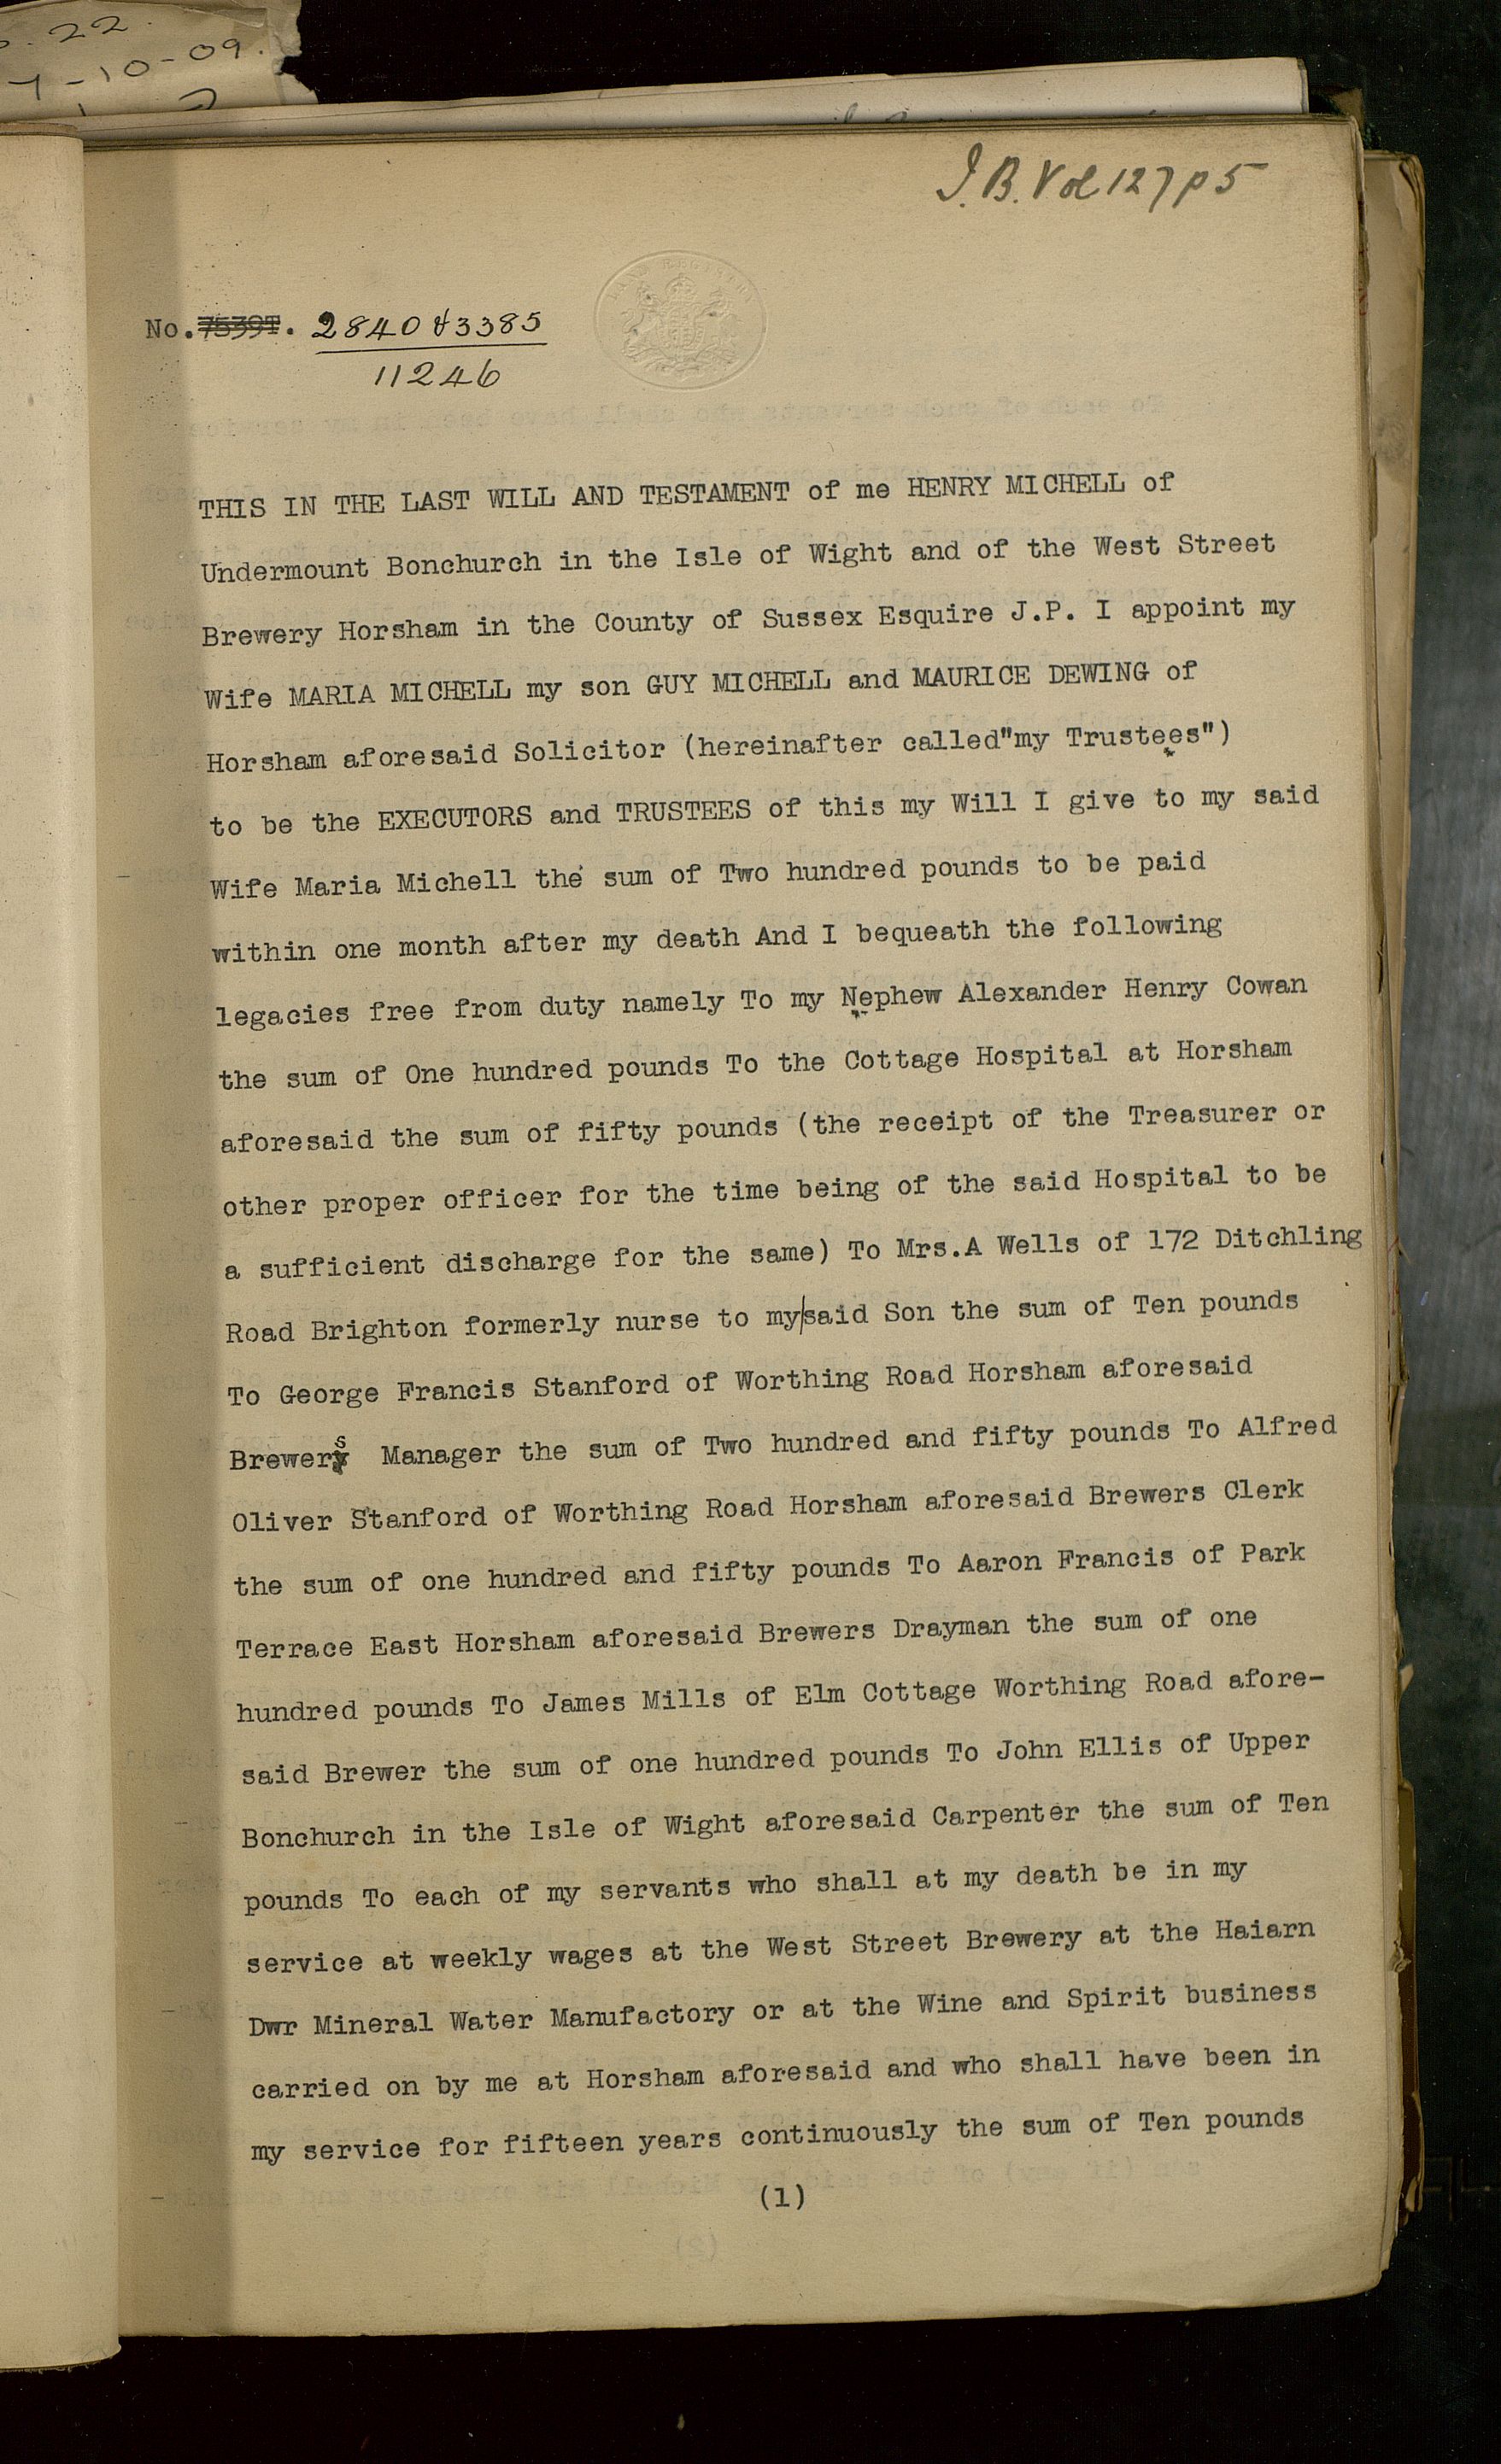 . 22.
7-10-09.
I.B. Vol 127 p 5
No. 7539T. 2840 & 3385
11246
THIS IN THE LAST WILL AND TESTAMENT of me HENRY MICHELL of
Undermount Bonchurch in the Isle of Wight and of the West Street
Brewery Horsham in the County of Sussex Esquire J.P. I appoint my
Wife MARIA MICHELL my son GUY MICHELL and MAURICE DEWING of
Horsham aforesaid Solicitor (hereinafter called"my Trustees")
to be the EXECUTORS and TRUSTEES of this my Will I give to my said
Wife Maria Michell the sum of Two hundred pounds to be paid
within one month after my death And I bequeath the following
legacies free from duty namely To my Nephew Alexander Henry Cowan
the sum of One hundred pounds To the Cottage Hospital at Horsham
aforesaid the sum of fifty pounds (the receipt of the Treasurer or
other proper officer for the time being of the said Hospital to be
a sufficient discharge for the same) To Mrs.A Wells of 172 Ditchling
Road Brighton formerly nurse to my|said Son the sum of Ten pounds
To George Francis Stanford of Worthing Road Horsham aforesaid
Brewers Manager the sum of Two hundred and fifty pounds To Alfred
Oliver Stanford of Worthing Road Horsham aforesaid Brewers Clerk
the sum of one hundred and fifty pounds To Aaron Francis of Park
Terrace East Horsham aforesaid Brewers Drayman the sum of one
hundred pounds To James Mills of Elm Cottage Worthing Road afore-
said Brewer the sum of one hundred pounds To John Ellis of Upper
Bonchurch in the Isle of Wight aforesaid Carpenter the sum of Ten
pounds To each of my servants who shall at my death be in my
service at weekly wages at the West Street Brewery at the Haiarn
Dwr Mineral Water Manufactory or at the Wine and Spirit business
carried on by me at Horsham aforesaid and who shall have been in
my service for fifteen years continuously the sum of Ten pounds
(1)